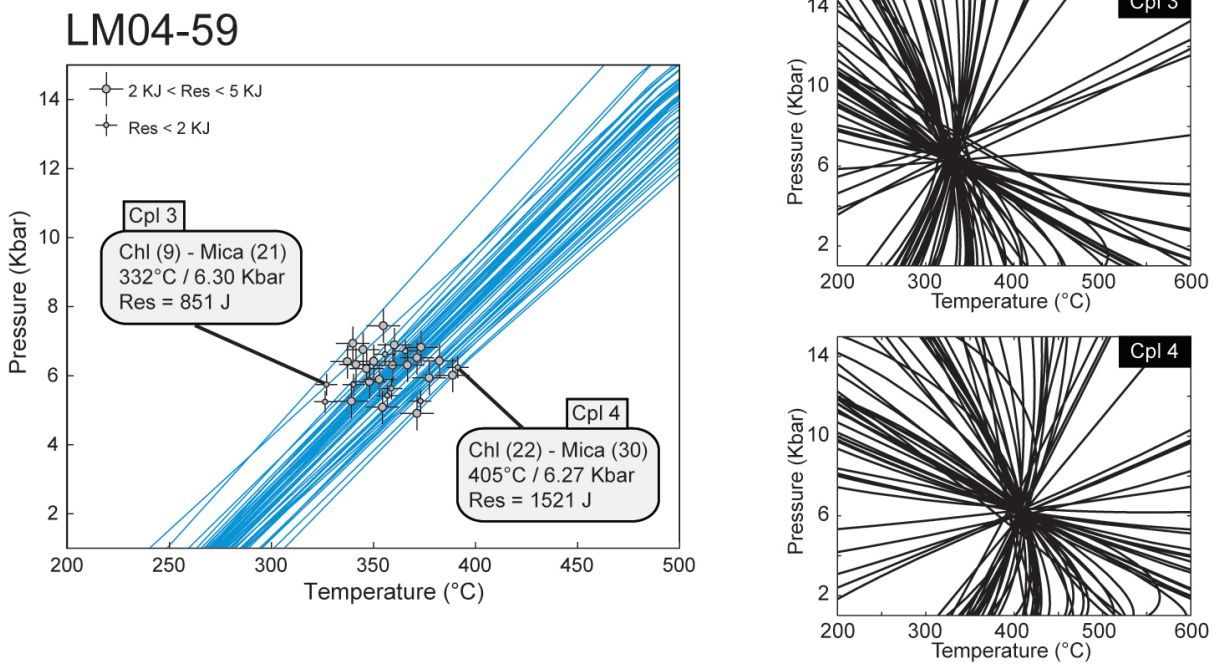 LM04-59
Pressure (Kbar)
14
12
10
8
6
4
2
2 KJ < Res < 5 KJ
Res < 2 KJ
Cpl 3
Chl (9) - Mica (21)
332°C / 6.30 Kbar
Res = 851 J
Cpl 4
Chl (22) - Mica (30)
405°C / 6.27 Kbar
Res = 1521 J
200 250 300 350 400 450 500
Temperature (°C)
Cpl 3
Pressure (Kbar)
14
10
6
2
200 300 400 500 600
Temperature (°C)
Cpl 4
Pressure (Kbar)
14
10
6
2
200 300 400 500 600
Temperature (°C)